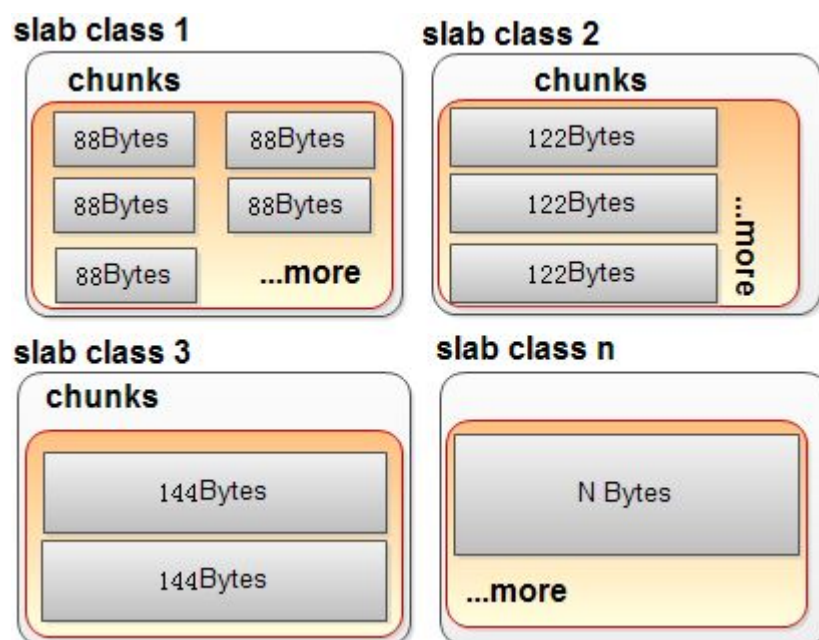 slab class 1
chunks
88Bytes 88Bytes
88Bytes 88Bytes
88Bytes ...more
slab class 2
chunks
122Bytes
122Bytes
122Bytes
...more
slab class 3
chunks
144Bytes
144Bytes
slab class n
N Bytes
...more